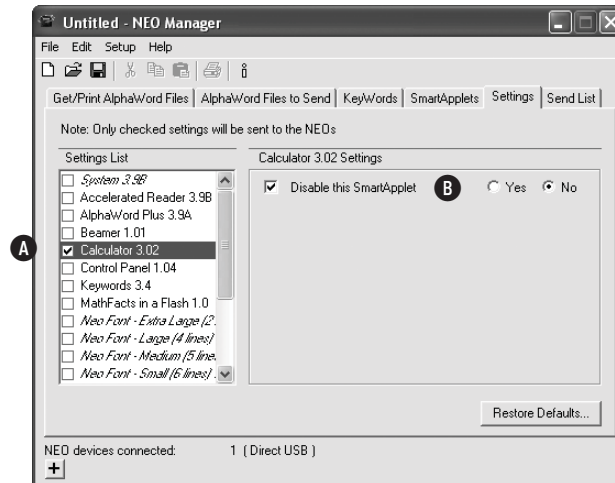 Untitled - NEO Manager
File Edit Setup Help
Get/Print AlphaWord Files AlphaWord Files to Send KeyWords SmartApplets Settings Send List
Note: Only checked settings will be sent to the NEOs
Settings List
Calculator 3.02 Settings
System 3.9B
Accelerated Reader 3.9B
AlphaWord Plus 3.9A
Beamer 1.01
Calculator 3.02
Control Panel 1.04
Keywords 3.4
MathFacts in a Flash 1.0
Neo Font - Extra Large (2
Neo Font - Large (4 lines)
Neo Font - Medium (5 line
Neo Font - Small (6 lines)
A
Disable this SmartApplet B Yes No
Restore Defaults...
NEO devices connected: 1 ( Direct USB )